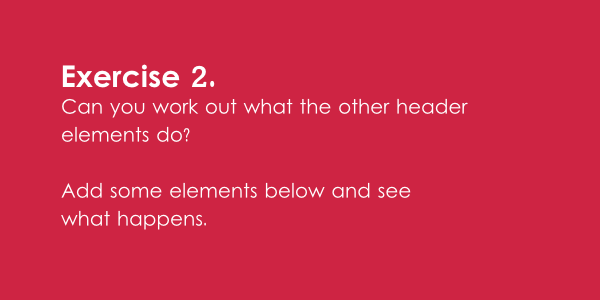 Exercise 2.
Can you work out what the other header
elements do?
Add some elements below and see
what happens.